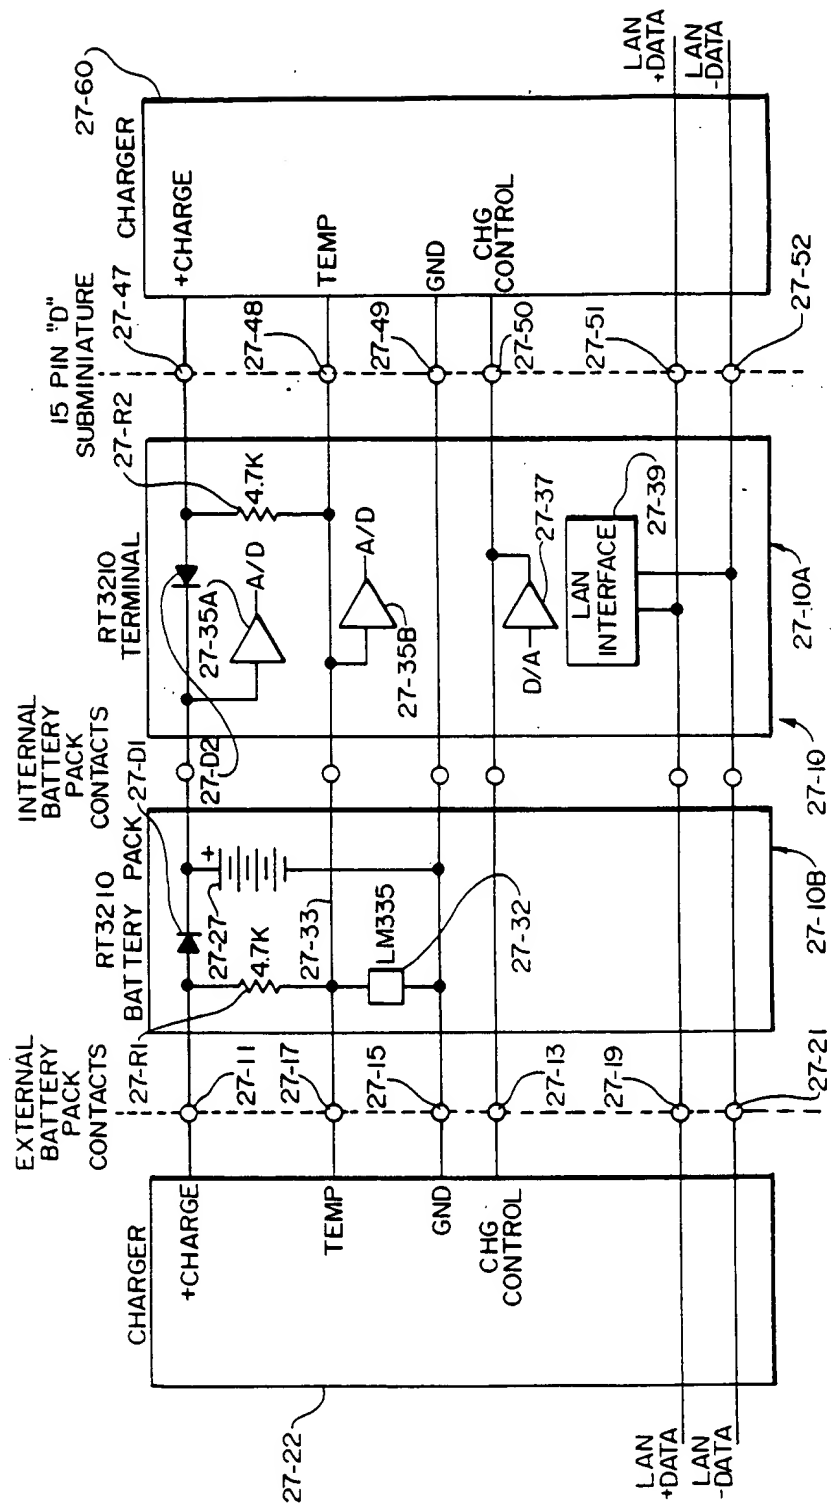 EXTERNAL
BATTERY
PACK
CONTACTS
INTERNAL
BATTERY
PACK
CONTACTS
15 PIN "D"
SUBMINIATURE
CHARGER
27-R1
RT3210
BATTERY PACK
27-D1
RT3210
TERMINAL
27-R2
27-47
CHARGER
27-60
+CHARGE
27-11
4.7K
27-27
+
27-D2
27-35A
A/D
4.7K
27-48
+CHARGE
TEMP
27-17
27-33
27-35B
A/D
27-49
TEMP
GND
27-15
LM335
GND
CHG
CONTROL
27-13
27-32
D/A
27-37
27-50
CHG
CONTROL
27-19
LAN
INTERFACE
27-39
27-51
LAN
+DATA
LAN
-DATA
27-22
27-21
27-10B
27-10
27-10A
27-52
LAN
+DATA
LAN
-DATA